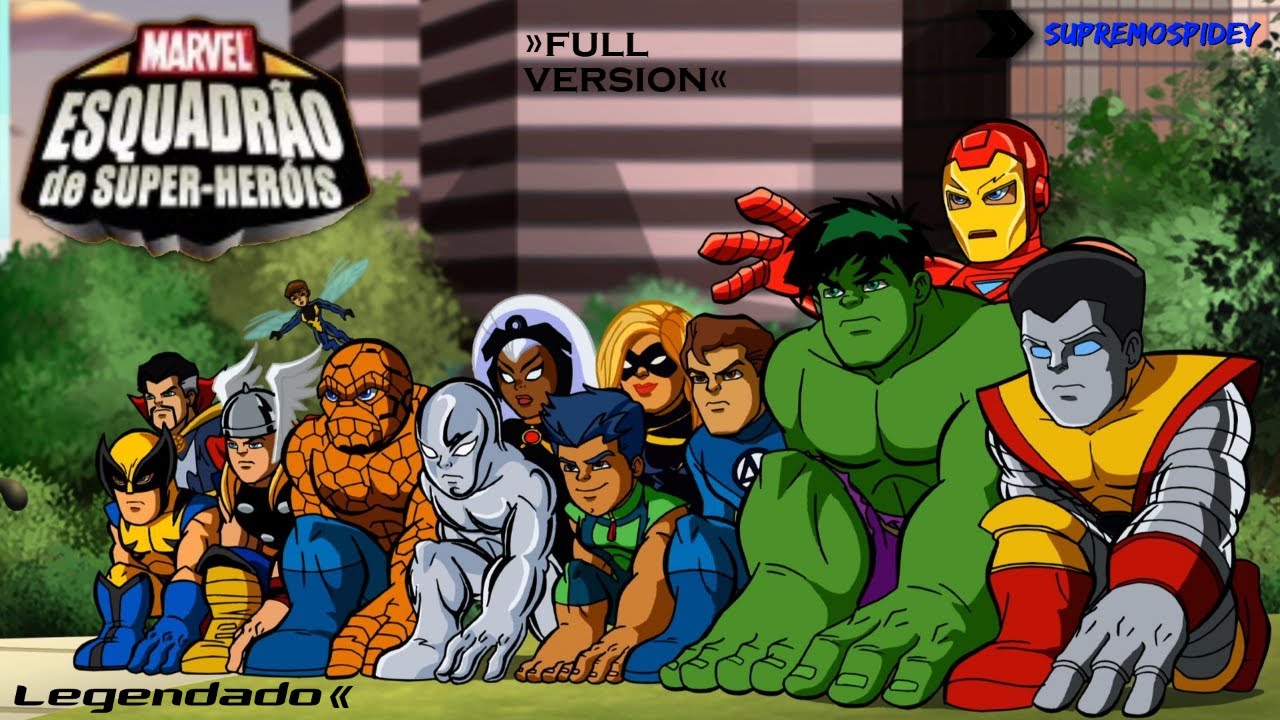 MARVEL
ESQUADRÃO
de SUPER-HERÓIS
»FULL
VERSION«
SUPREMOSPIDEY
Legendado«